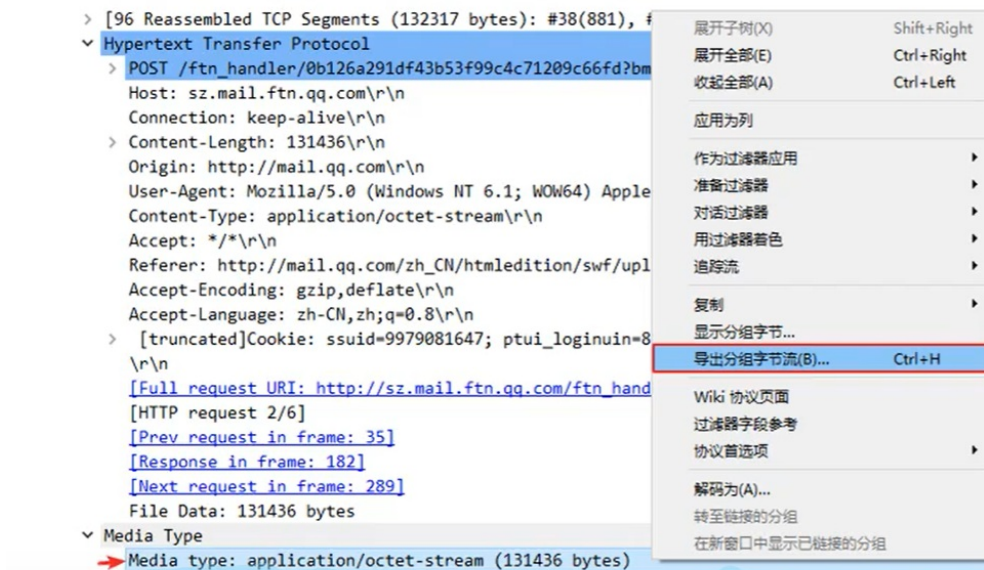 [96 Reassembled TCP Segments (132317 bytes): #38(881), #
Hypertext Transfer Protocol
POST /ftn_handler/0b126a291df43b53f99c4c71209c66fd?bm
Host: sz.mail.ftn.qq.com\r\n
Connection: keep-alive\r\n
Content-Length: 131436\r\n
Origin: http://mail.qq.com\r\n
User-Agent: Mozilla/5.0 (Windows NT 6.1; WOW64) Apple
Content-Type: application/octet-stream\r\n
Accept: */*\r\n
Referer: http://mail.qq.com/zh_CN/htmledition/swf/upl
Accept-Encoding: gzip,deflate\r\n
Accept-Language: zh-CN,zh;q=0.8\r\n
[truncated]Cookie: ssuid=9979081647; ptui_loginuin=8
\r\n
[Full request URI: http://sz.mail.ftn.qq.com/ftn_hand
[HTTP request 2/6]
[Prev request in frame: 35]
[Response in frame: 182]
[Next request in frame: 289]
File Data: 131436 bytes
Media Type
Media type: application/octet-stream (131436 bytes)
展开子树(X) Shift+Right
展开全部(E) Ctrl+Right
收起全部(A) Ctrl+Left
应用为列
作为过滤器应用
准备过滤器
对话过滤器
用过滤器着色
追踪流
复制
显示分组字节...
导出分组字节流(B)... Ctrl+H
Wiki 协议页面
过滤器字段参考
协议首选项
解码为(A)...
转至链接的分组
在新窗口中显示已链接的分组